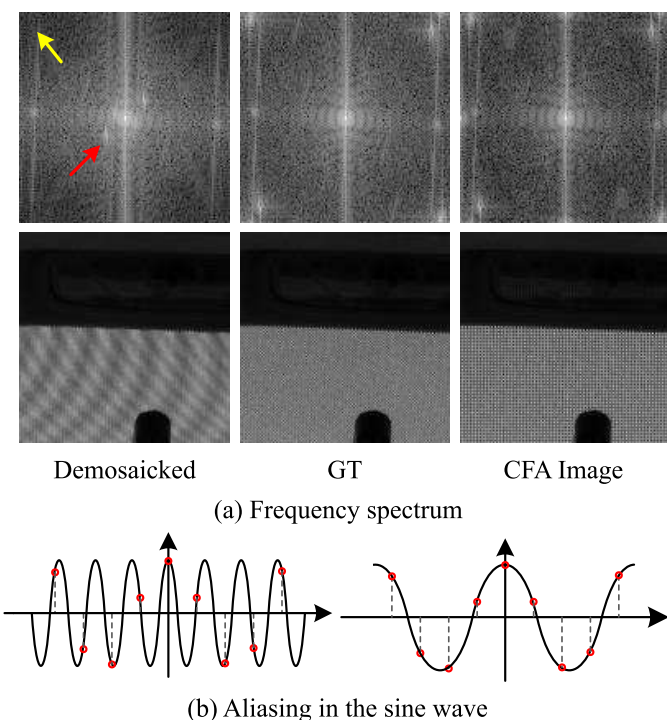 Demosaicked GT CFA Image
(a) Frequency spectrum
(b) Aliasing in the sine wave